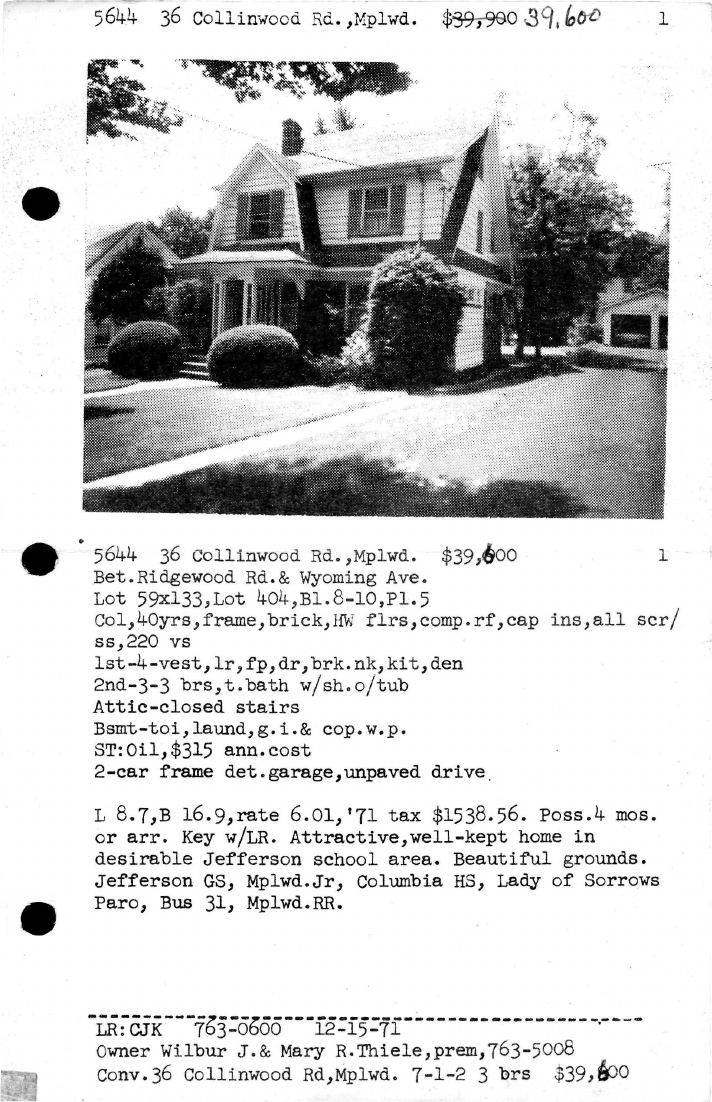 5644 36 Collinwood Rd.,Mplwd. $39,900 39,600 1
5644 36 Collinwood Rd.,Mplwd. $39,600 1
Bet.Ridgewood Rd.& Wyoming Ave.
Lot 59x133,Lot 404,Bl.8-10,Pl.5
Col,40yrs,frame,brick,HW flrs,comp.rf,cap ins,all scr/
ss,220 vs
1st-4-vest,lr,fp,dr,brk.nk,kit,den
2nd-3-3 brs,t.bath w/sh.o/tub
Attic-closed stairs
Bsmt-toi,laund,g.i.& cop.w.p.
ST:Oil,$315 ann.cost
2-car frame det.garage,unpaved drive.
L 8.7,B 16.9,rate 6.01,'71 tax $1538.56. Poss.4 mos.
or arr. Key w/LR. Attractive,well-kept home in
desirable Jefferson school area. Beautiful grounds.
Jefferson GS, Mplwd.Jr, Columbia HS, Lady of Sorrows
Paro, Bus 31, Mplwd.RR.
LR:CJK 763-0600 12-15-71
Owner Wilbur J.& Mary R.Thiele,prem,763-5008
Conv.36 Collinwood Rd,Mplwd. 7-1-2 3 brs $39,600